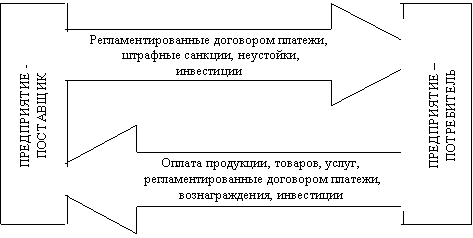 ПРЕДПРИЯТИЕ -
ПОСТАВЩИК
Регламентированные договором платежи,
штрафные санкции, неустойки,
инвестиции
Оплата продукции, товаров, услуг,
регламентированные договором платежи,
вознаграждения, инвестиции
ПРЕДПРИЯТИЕ –
ПОТРЕБИТЕЛЬ